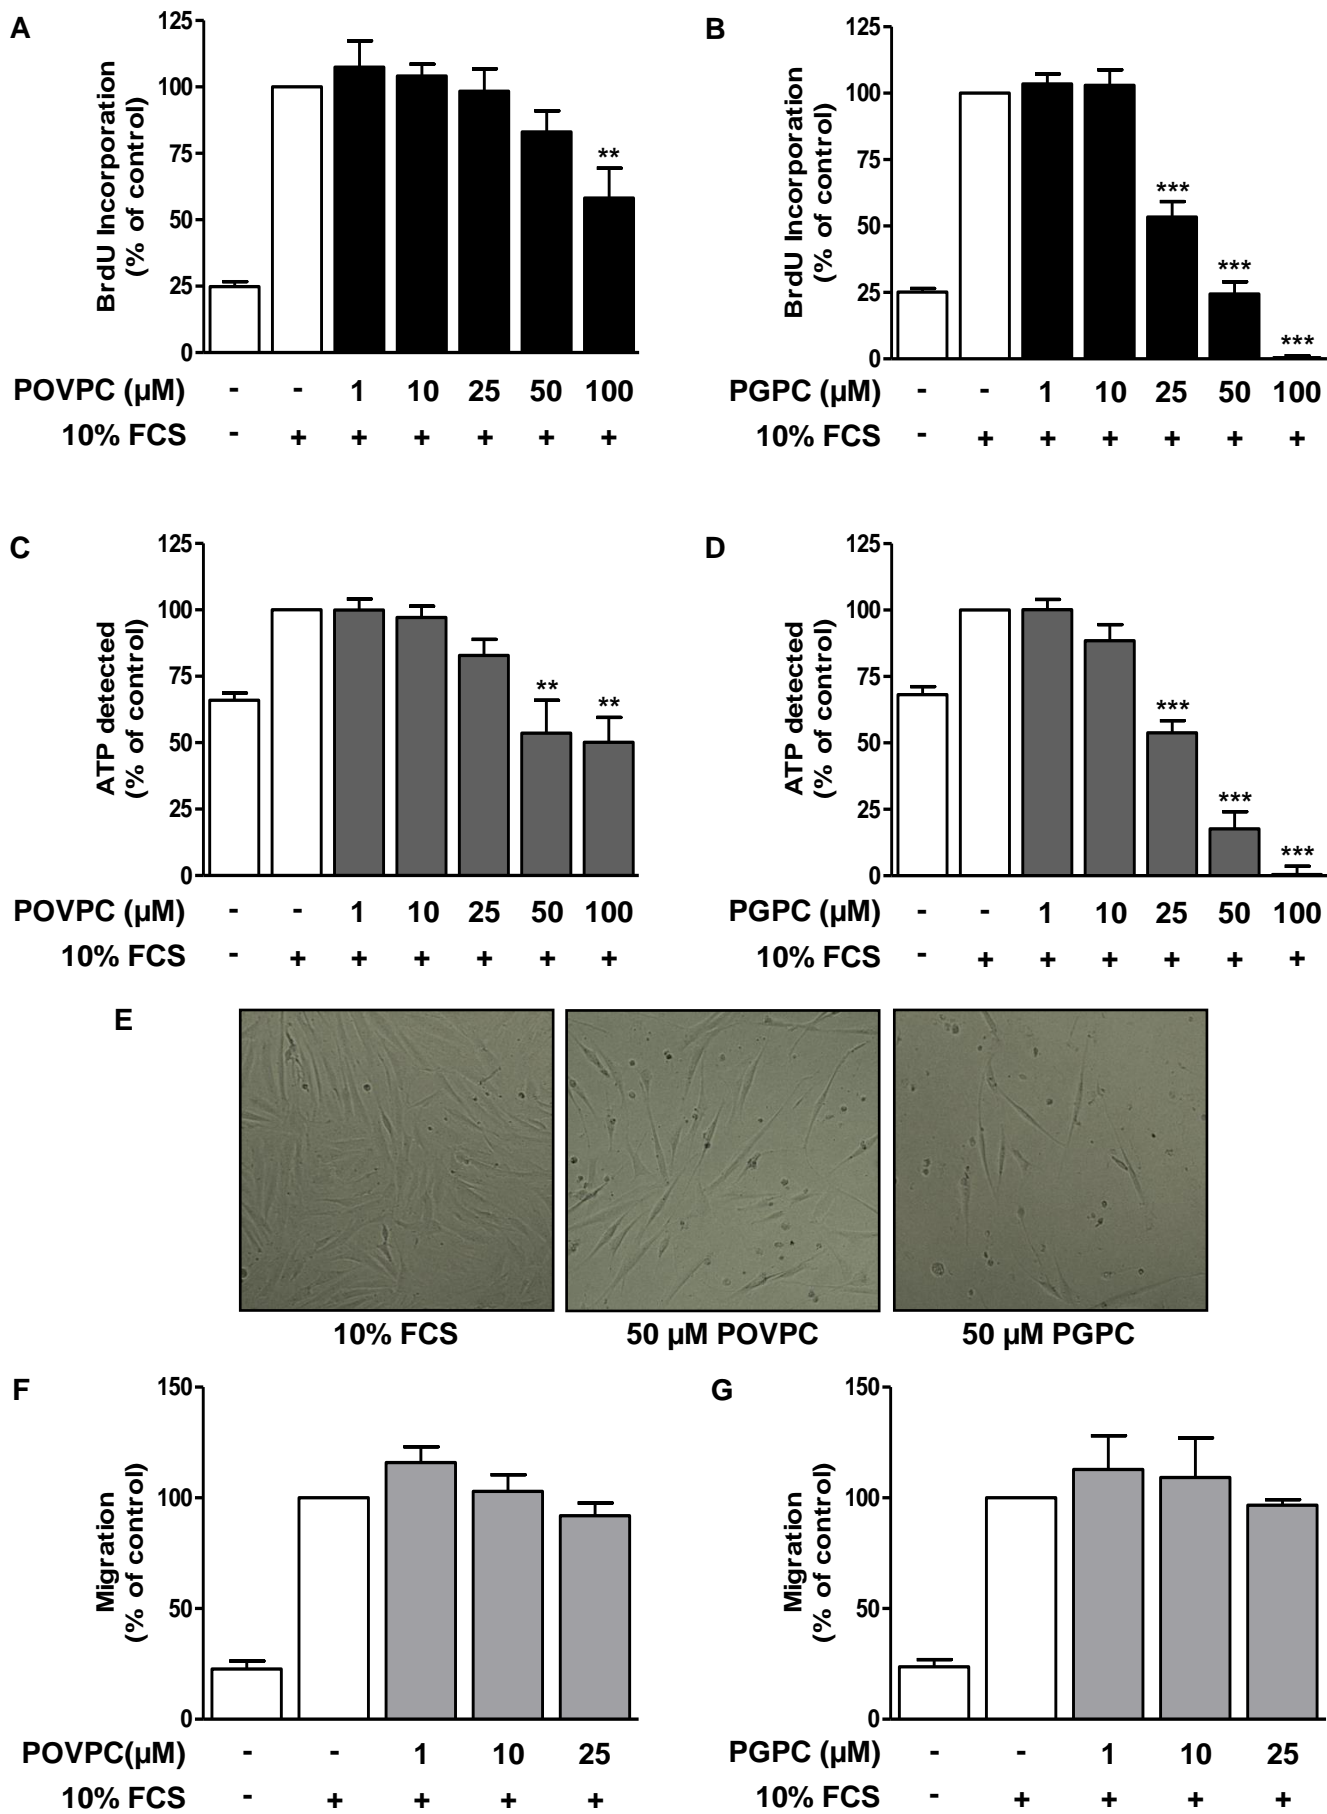 A
125
100
75
50
25
0
BrdU Incorporation
(% of control)
**
POVPC (µM) - - 1 10 25 50 100
10% FCS - + + + + + +
B
125
100
75
50
25
0
BrdU Incorporation
(% of control)
***
***
***
PGPC (µM) - - 1 10 25 50 100
10% FCS - + + + + + +
C
125
100
75
50
25
0
ATP detected
(% of control)
** **
POVPC (µM) - - 1 10 25 50 100
10% FCS - + + + + + +
D
125
100
75
50
25
0
ATP detected
(% of control)
***
***
***
PGPC (µM) - - 1 10 25 50 100
10% FCS - + + + + + +
E
10% FCS 50 µM POVPC 50 µM PGPC
F
150
100
50
0
Migration
(% of control)
POVPC(µM) - - 1 10 25
10% FCS - + + + +
G
150
100
50
0
Migration
(% of control)
PGPC (µM) - - 1 10 25
10% FCS - + + + +